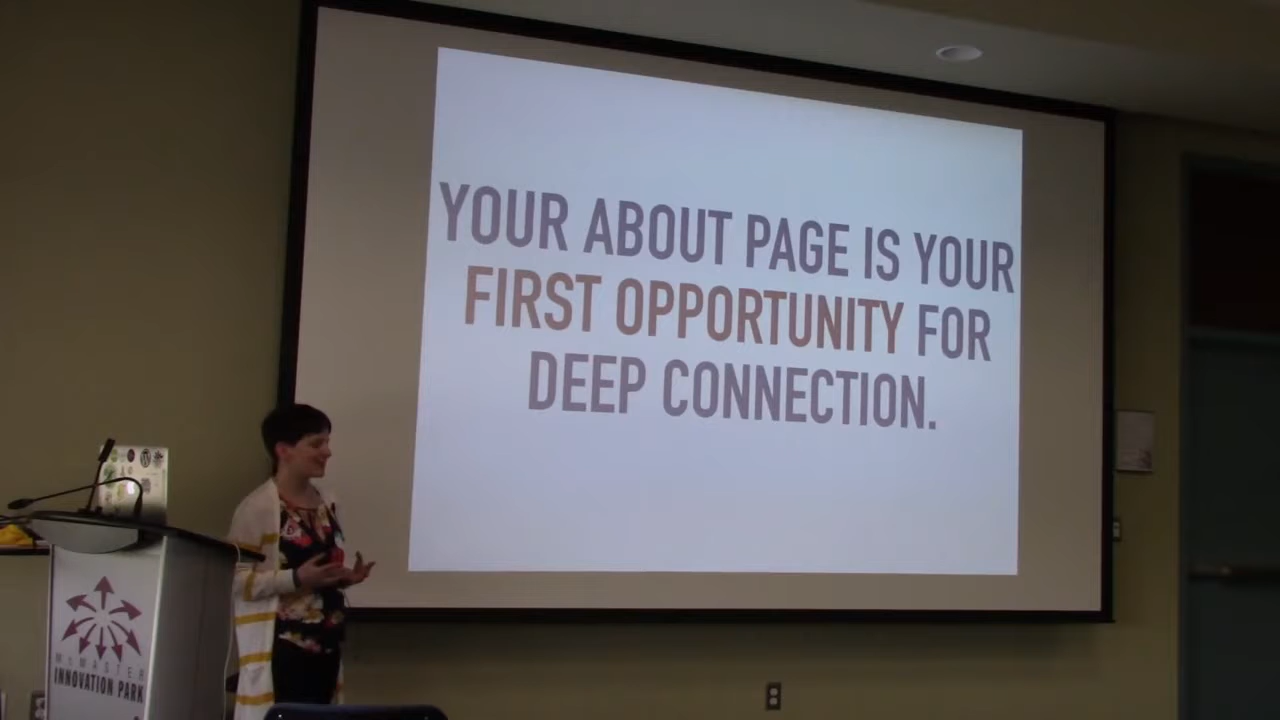 YOUR ABOUT PAGE IS YOUR
FIRST OPPORTUNITY FOR
DEEP CONNECTION.
MCMASTER
INNOVATION PARK